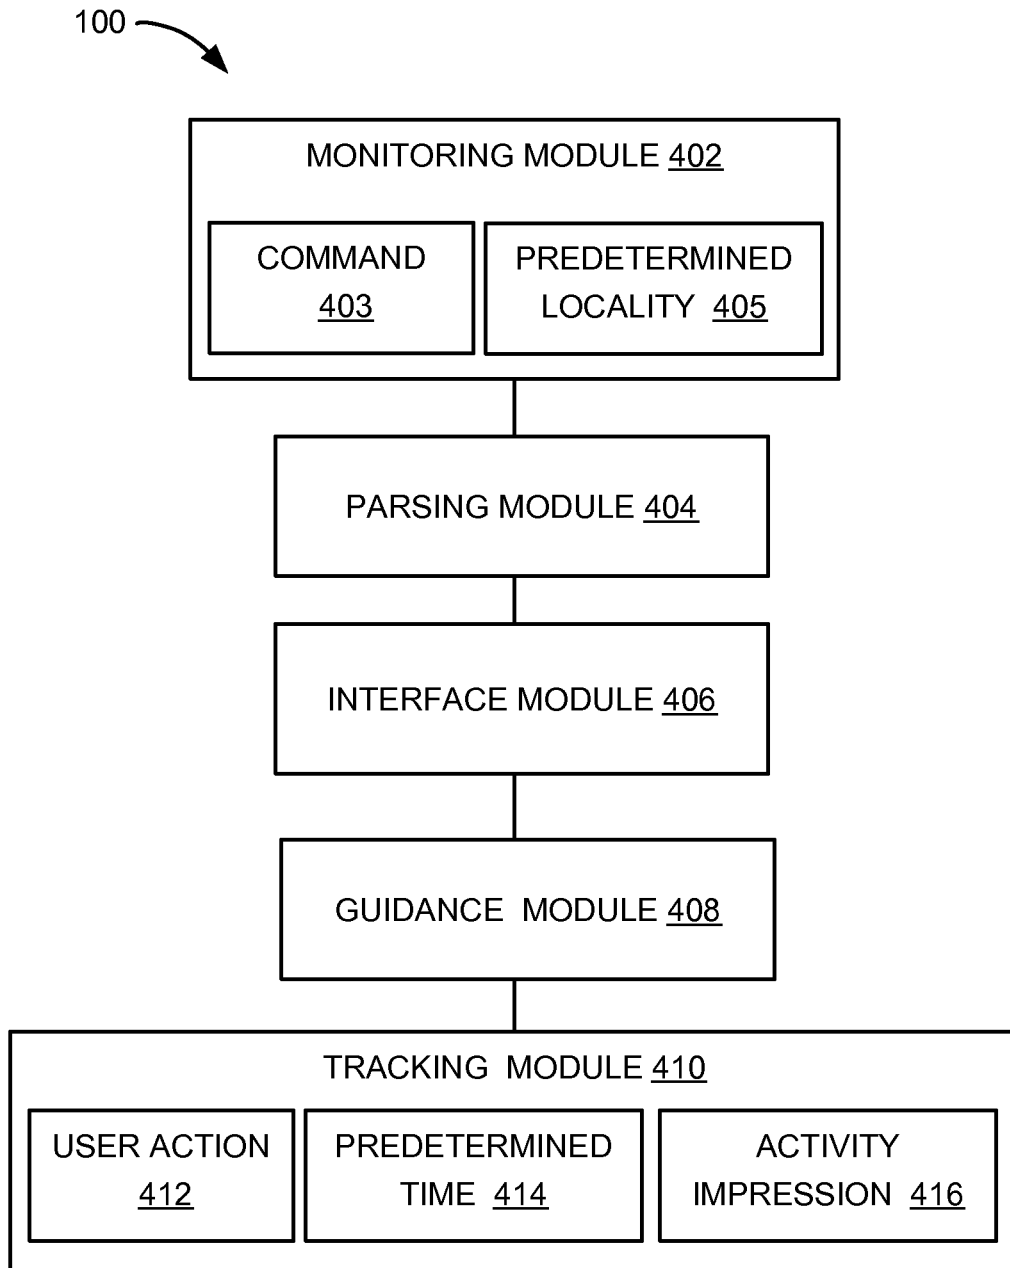 100
MONITORING MODULE 402
COMMAND
403
PREDETERMINED
LOCALITY 405
PARSING MODULE 404
INTERFACE MODULE 406
GUIDANCE MODULE 408
TRACKING MODULE 410
USER ACTION
412
PREDETERMINED
TIME 414
ACTIVITY
IMPRESSION 416